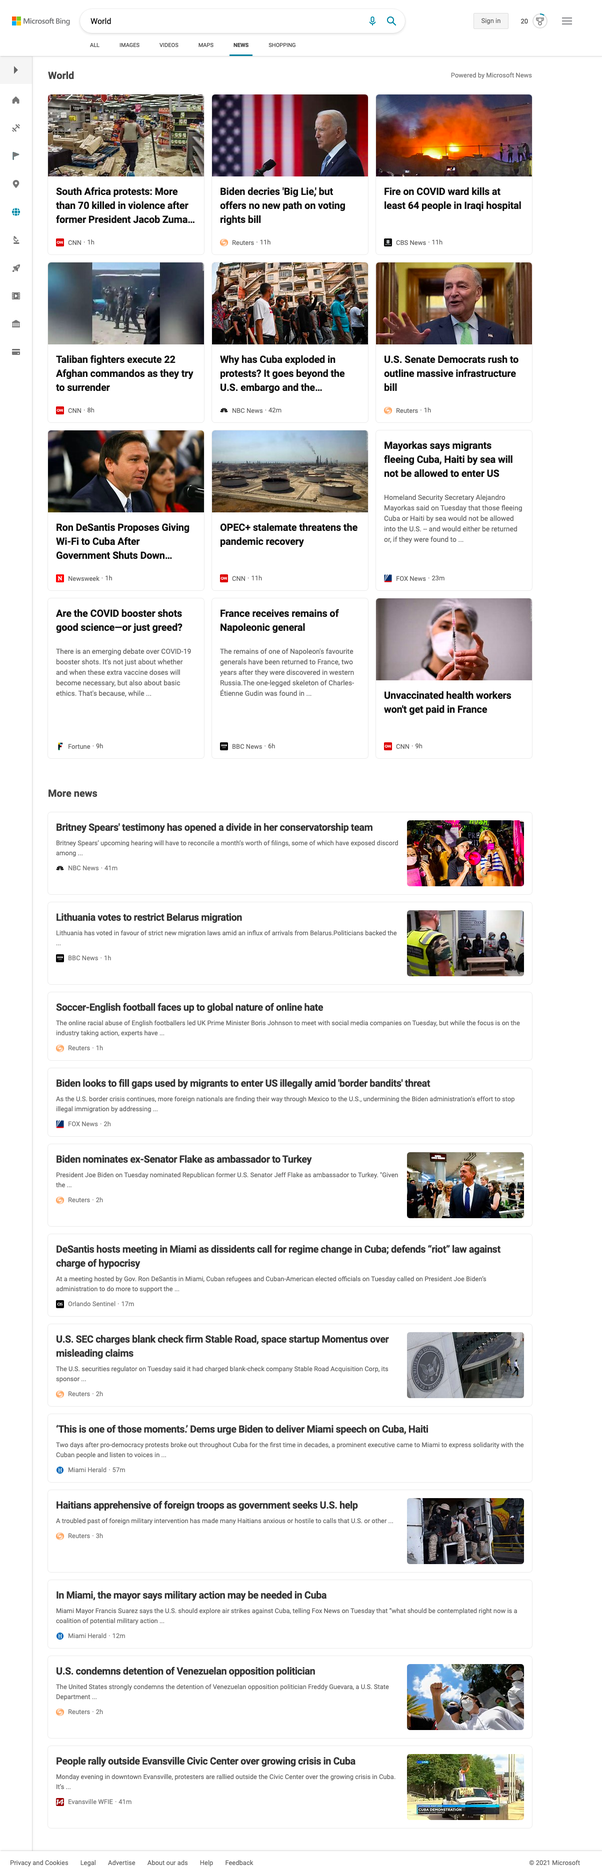 Microsoft Bing
World
Sign in
20
ALL
IMAGES
VIDEOS
MAPS
NEWS
SHOPPING
World
Powered by Microsoft News
South Africa protests: More
than 70 killed in violence after
former President Jacob Zuma...
CNN · 1h
Biden decries 'Big Lie,' but
offers no new path on voting
rights bill
Reuters · 11h
Fire on COVID ward kills at
least 64 people in Iraqi hospital
CBS News · 11h
Taliban fighters execute 22
Afghan commandos as they try
to surrender
CNN · 8h
Why has Cuba exploded in
protests? It goes beyond the
U.S. embargo and the...
NBC News · 42m
U.S. Senate Democrats rush to
outline massive infrastructure
bill
Reuters · 1h
Ron DeSantis Proposes Giving
Wi-Fi to Cuba After
Government Shuts Down...
Newsweek · 1h
OPEC+ stalemate threatens the
pandemic recovery
CNN · 11h
Mayorkas says migrants
fleeing Cuba, Haiti by sea will
not be allowed to enter US
Homeland Security Secretary Alejandro
Mayorkas said on Tuesday that those fleeing
Cuba or Haiti by sea would not be allowed
into the U.S. – and would either be returned
or, if they were found to ...
FOX News · 23m
Are the COVID booster shots
good science—or just greed?
There is an emerging debate over COVID-19
booster shots. It's not just about whether
and when these extra vaccine doses will
become necessary, but also about basic
ethics. That's because, while ...
Fortune · 9h
France receives remains of
Napoleonic general
The remains of one of Napoleon's favourite
generals have been returned to France, two
years after they were discovered in western
Russia.The one-legged skeleton of Charles-
Étienne Gudin was found in ...
BBC News · 6h
Unvaccinated health workers
won't get paid in France
CNN · 9h
More news
Britney Spears' testimony has opened a divide in her conservatorship team
Britney Spears' upcoming hearing will have to reconcile a month's worth of filings, some of which have exposed discord
among ...
NBC News · 41m
Lithuania votes to restrict Belarus migration
Lithuania has voted in favour of strict new migration laws amid an influx of arrivals from Belarus.Politicians backed the
...
BBC News · 1h
Soccer-English football faces up to global nature of online hate
The online racial abuse of English footballers led UK Prime Minister Boris Johnson to meet with social media companies on Tuesday, but while the focus is on the
industry taking action, experts have ...
Reuters · 1h
Biden looks to fill gaps used by migrants to enter US illegally amid 'border bandits' threat
As the U.S. border crisis continues, more foreign nationals are finding their way through Mexico to the U.S., undermining the Biden administration's effort to stop
illegal immigration by addressing ...
FOX News · 2h
Biden nominates ex-Senator Flake as ambassador to Turkey
President Joe Biden on Tuesday nominated Republican former U.S. Senator Jeff Flake as ambassador to Turkey. "Given
the ...
Reuters · 2h
DeSantis hosts meeting in Miami as dissidents call for regime change in Cuba; defends “riot” law against
charge of hypocrisy
At a meeting hosted by Gov. Ron DeSantis in Miami, Cuban refugees and Cuban-American elected officials on Tuesday called on President Joe Biden's
administration to do more to support the ...
Orlando Sentinel · 17m
U.S. SEC charges blank check firm Stable Road, space startup Momentus over
misleading claims
The U.S. securities regulator on Tuesday said it had charged blank-check company Stable Road Acquisition Corp, its
sponsor ...
Reuters · 2h
‘This is one of those moments.’ Dems urge Biden to deliver Miami speech on Cuba, Haiti
Two days after pro-democracy protests broke out throughout Cuba for the first time in decades, a prominent executive came to Miami to express solidarity with the
Cuban people and listen to voices in ...
Miami Herald · 57m
Haitians apprehensive of foreign troops as government seeks U.S. help
A troubled past of foreign military intervention has made many Haitians anxious or hostile to calls that U.S. or other ...
Reuters · 3h
In Miami, the mayor says military action may be needed in Cuba
Miami Mayor Francis Suarez says the U.S. should explore air strikes against Cuba, telling Fox News on Tuesday that “what should be contemplated right now is a
coalition of potential military action ...
Miami Herald · 12m
U.S. condemns detention of Venezuelan opposition politician
The United States strongly condemns the detention of Venezuelan opposition politician Freddy Guevara, a U.S. State
Department ...
Reuters · 2h
People rally outside Evansville Civic Center over growing crisis in Cuba
Monday evening in downtown Evansville, protesters are rallied outside the Civic Center over the growing crisis in Cuba.
It's ...
CUBA DEMONSTRATION
Evansville WFIE · 41m
Privacy and Cookies
Legal
Advertise
About our ads
Help
Feedback
© 2021 Microsoft